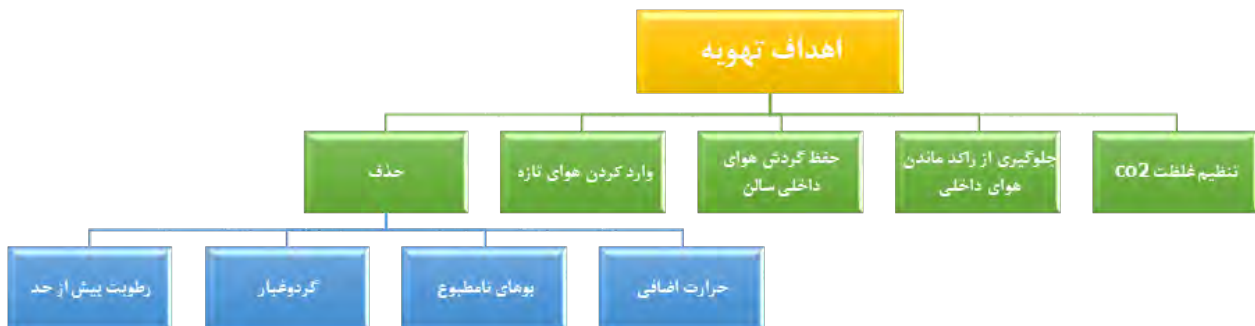 اهداف تهویه
تنظیم غلظت co2
جلوگیری از راکد ماندن
هوای داخلی
حفظ گردش هوای
داخلی سالن
وارد کردن هوای تازه
حذف
حرارت اضافی
بوهای نامطبوع
گردوغبار
رطوبت بیش از حد